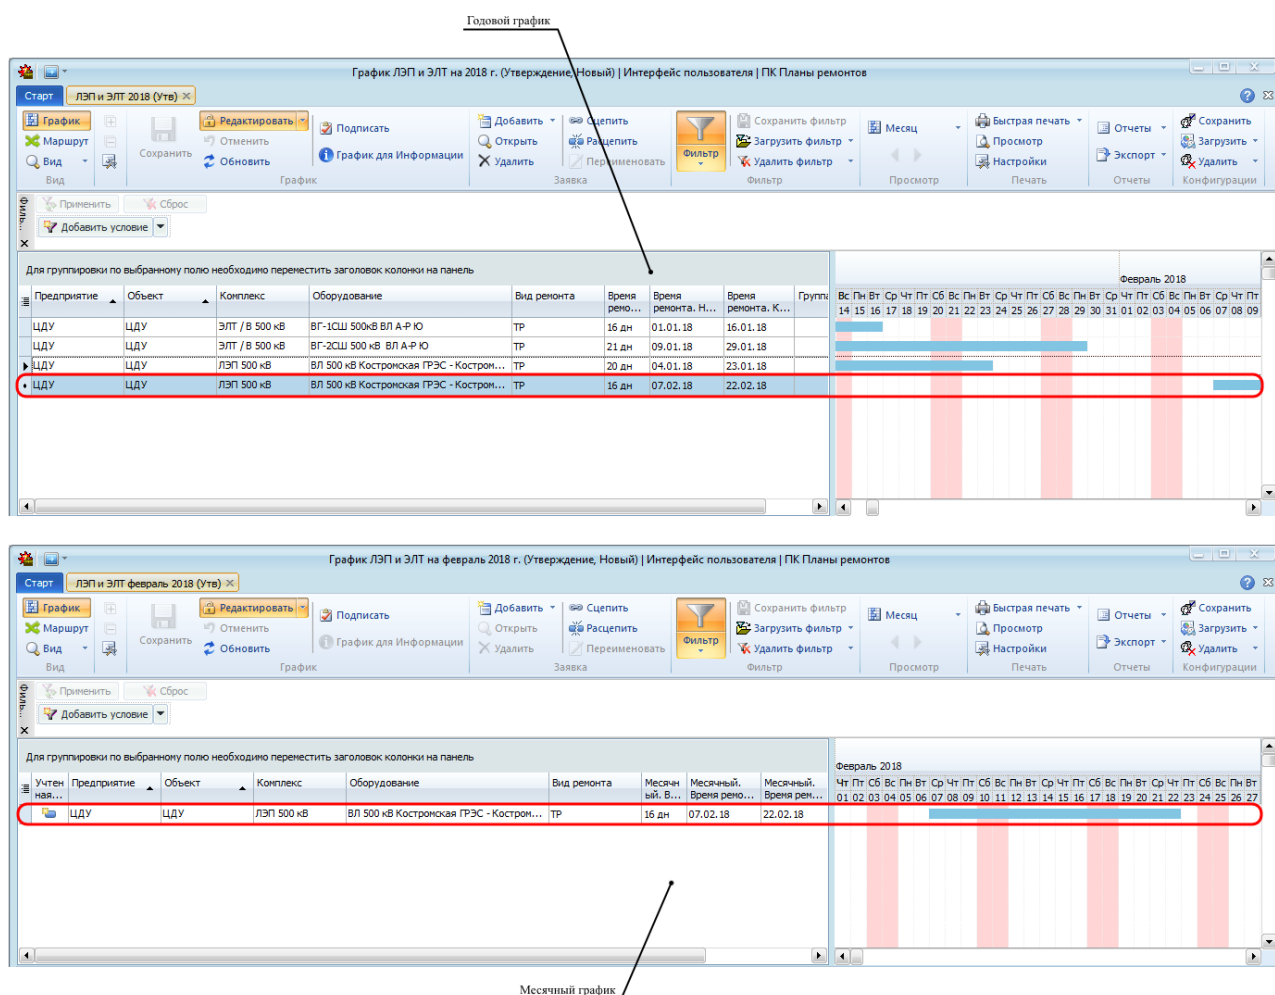 Годовой график
График ЛЭП и ЭЛТ на 2018 г. (Утверждение, Новый) | Интерфейс пользователя | ПК Планы ремонтов
Старт ЛЭП и ЭЛТ 2018 (Утв)
График Редактировать Добавить Сцепить Сохранить фильтр Быстрая печать Сохранить
Маршрут Сохранить Отменить Подписать Открыть Расцепить Фильтр Загрузить фильтр Месяц Просмотр Отчеты Загрузить
Вид Обновить График для Информации Удалить Переименовать Удалить фильтр Настройки Экспорт Удалить
Вид График Заявка Фильтр Просмотр Печать Отчеты Конфигурации
Филь...
Применить Сброс
Добавить условие
Для группировки по выбранному полю необходимо переместить заголовок колонки на панель
Февраль 2018
Предприятие Объект Комплекс Оборудование Вид ремонта Время ремо... Время ремонта. Н... Время ремонта. К... Группа
Вс Пн Вт Ср Чт Пт Сб Вс Пн Вт Ср Чт Пт Сб Вс Пн Вт Ср Чт Пт Сб Вс Пн Вт Ср Чт Пт
14 15 16 17 18 19 20 21 22 23 24 25 26 27 28 29 30 31 01 02 03 04 05 06 07 08 09
ЦДУ ЦДУ ЭЛТ / В 500 кВ ВГ-1СШ 500кВ ВЛ А-Р Ю ТР 16 дн 01.01.18 16.01.18
ЦДУ ЦДУ ЭЛТ / В 500 кВ ВГ-2СШ 500 кВ ВЛ А-Р Ю ТР 21 дн 09.01.18 29.01.18
ЦДУ ЦДУ ЛЭП 500 кВ ВЛ 500 кВ Костромская ГРЭС - Костром... ТР 20 дн 04.01.18 23.01.18
ЦДУ ЦДУ ЛЭП 500 кВ ВЛ 500 кВ Костромская ГРЭС - Костром... ТР 16 дн 07.02.18 22.02.18
График ЛЭП и ЭЛТ на февраль 2018 г. (Утверждение, Новый) | Интерфейс пользователя | ПК Планы ремонтов
Старт ЛЭП и ЭЛТ февраль 2018 (Утв)
График Редактировать Добавить Сцепить Сохранить фильтр Быстрая печать Сохранить
Маршрут Сохранить Отменить Подписать Открыть Расцепить Фильтр Загрузить фильтр Месяц Просмотр Отчеты Загрузить
Вид Обновить График для Информации Удалить Переименовать Удалить фильтр Настройки Экспорт Удалить
Вид График Заявка Фильтр Просмотр Печать Отчеты Конфигурации
Филь...
Применить Сброс
Добавить условие
Для группировки по выбранному полю необходимо переместить заголовок колонки на панель
Февраль 2018
Учтенная... Предприятие Объект Комплекс Оборудование Вид ремонта Месячный. В... Месячный. Время ремо... Месячный. Время рем...
Чт Пт Сб Вс Пн Вт Ср Чт Пт Сб Вс Пн Вт Ср Чт Пт Сб Вс Пн Вт Ср Чт Пт Сб Вс Пн Вт
01 02 03 04 05 06 07 08 09 10 11 12 13 14 15 16 17 18 19 20 21 22 23 24 25 26 27
ЦДУ ЦДУ ЛЭП 500 кВ ВЛ 500 кВ Костромская ГРЭС - Костром... ТР 16 дн 07.02.18 22.02.18
Месячный график